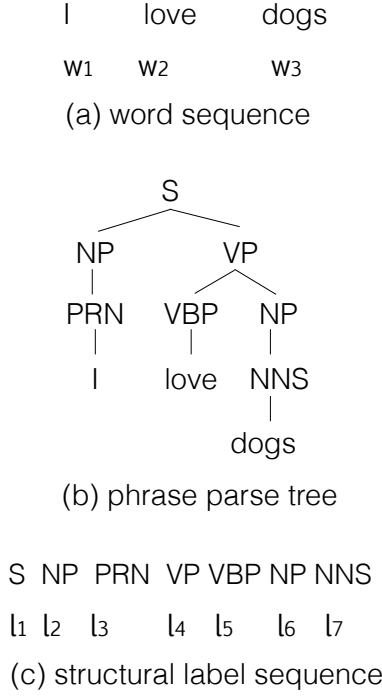 I love dogs
w1 w2 w3
(a) word sequence
S
NP VP
PRN VBP NP
I love NNS
dogs
(b) phrase parse tree
S NP PRN VP VBP NP NNS
l1 l2 l3 l4 l5 l6 l7
(c) structural label sequence